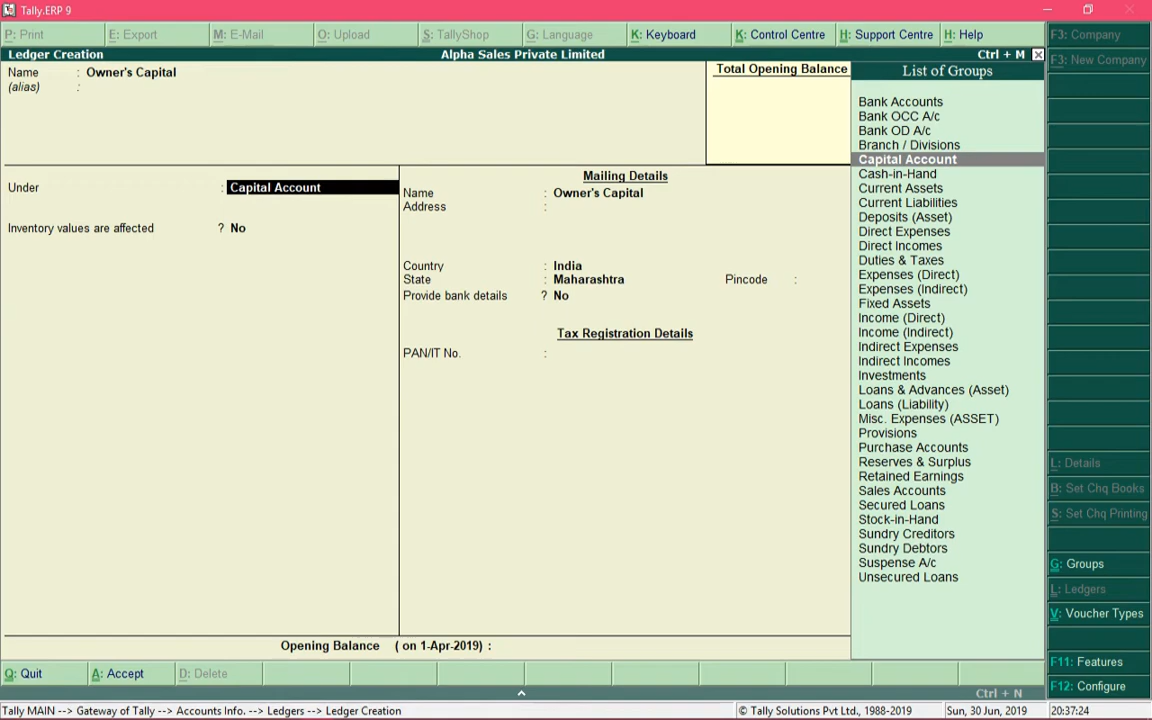 Tally.ERP 9
P: Print E: Export M: E-Mail O: Upload S: TallyShop G: Language K: Keyboard K: Control Centre H: Support Centre H: Help
F3: Company
F3: New Company
Ledger Creation Alpha Sales Private Limited Ctrl + M
Name : Owner's Capital
(alias) :
Total Opening Balance
Under : Capital Account
Inventory values are affected ? No
Mailing Details
Name : Owner's Capital
Address :
Country : India
State : Maharashtra Pincode :
Provide bank details ? No
Tax Registration Details
PAN/IT No. :
Opening Balance ( on 1-Apr-2019) :
List of Groups
Bank Accounts
Bank OCC A/c
Bank OD A/c
Branch / Divisions
Capital Account
Cash-in-Hand
Current Assets
Current Liabilities
Deposits (Asset)
Direct Expenses
Direct Incomes
Duties & Taxes
Expenses (Direct)
Expenses (Indirect)
Fixed Assets
Income (Direct)
Income (Indirect)
Indirect Expenses
Indirect Incomes
Investments
Loans & Advances (Asset)
Loans (Liability)
Misc. Expenses (ASSET)
Provisions
Purchase Accounts
Reserves & Surplus
Retained Earnings
Sales Accounts
Secured Loans
Stock-in-Hand
Sundry Creditors
Sundry Debtors
Suspense A/c
Unsecured Loans
L: Details
B: Set Chq Books
S: Set Chq Printing
G: Groups
L: Ledgers
V: Voucher Types
F11: Features
F12: Configure
Q: Quit A: Accept D: Delete
Ctrl + N
Tally MAIN --> Gateway of Tally --> Accounts Info. --> Ledgers --> Ledger Creation © Tally Solutions Pvt Ltd., 1988-2019 Sun, 30 Jun, 2019 20:37:24